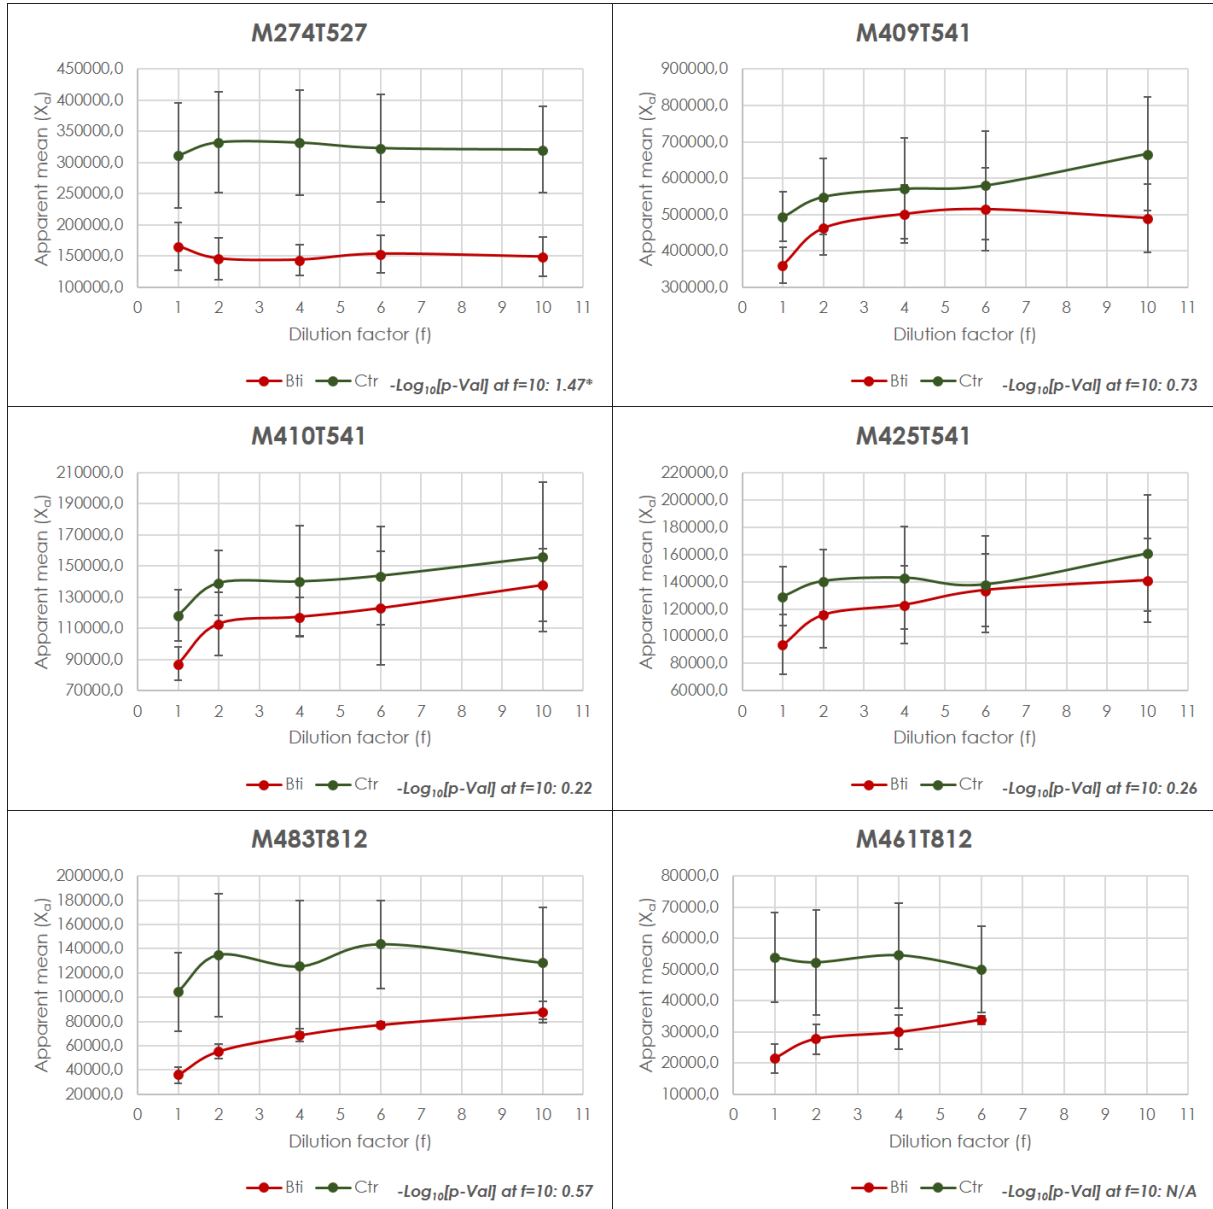 M274T527
Apparent mean (Xₐ)
450000,0
400000,0
350000,0
300000,0
250000,0
200000,0
150000,0
100000,0
0 1 2 3 4 5 6 7 8 9 10 11
Dilution factor (f)
Bti Ctr -Log₁₀[p-Val] at f=10: 1.47*
M409T541
Apparent mean (Xₐ)
900000,0
800000,0
700000,0
600000,0
500000,0
400000,0
300000,0
0 1 2 3 4 5 6 7 8 9 10 11
Dilution factor (f)
Bti Ctr -Log₁₀[p-Val] at f=10: 0.73
M410T541
Apparent mean (Xₐ)
210000,0
190000,0
170000,0
150000,0
130000,0
110000,0
90000,0
70000,0
0 1 2 3 4 5 6 7 8 9 10 11
Dilution factor (f)
Bti Ctr -Log₁₀[p-Val] at f=10: 0.22
M425T541
Apparent mean (Xₐ)
220000,0
200000,0
180000,0
160000,0
140000,0
120000,0
100000,0
80000,0
60000,0
0 1 2 3 4 5 6 7 8 9 10 11
Dilution factor (f)
Bti Ctr -Log₁₀[p-Val] at f=10: 0.26
M483T812
Apparent mean (Xₐ)
200000,0
180000,0
160000,0
140000,0
120000,0
100000,0
80000,0
60000,0
40000,0
20000,0
0 1 2 3 4 5 6 7 8 9 10 11
Dilution factor (f)
Bti Ctr -Log₁₀[p-Val] at f=10: 0.57
M461T812
Apparent mean (Xₐ)
80000,0
70000,0
60000,0
50000,0
40000,0
30000,0
20000,0
10000,0
0 1 2 3 4 5 6 7 8 9 10 11
Dilution factor (f)
Bti Ctr -Log₁₀[p-Val] at f=10: N/A